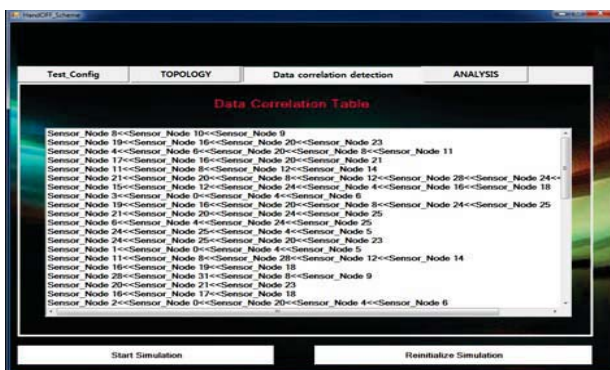 HandOFF_Scheme
Test_Config TOPOLOGY Data correlation detection ANALYSIS
Data Correlation Table
Sensor_Node 8<<Sensor_Node 10<<Sensor_Node 9
Sensor_Node 19<<Sensor_Node 16<<Sensor_Node 20<<Sensor_Node 23
Sensor_Node 4<<Sensor_Node 6<<Sensor_Node 20<<Sensor_Node 8<<Sensor_Node 11
Sensor_Node 17<<Sensor_Node 16<<Sensor_Node 20<<Sensor_Node 21
Sensor_Node 11<<Sensor_Node 8<<Sensor_Node 12<<Sensor_Node 14
Sensor_Node 21<<Sensor_Node 20<<Sensor_Node 8<<Sensor_Node 12<<Sensor_Node 28<<Sensor_Node 24<<
Sensor_Node 15<<Sensor_Node 12<<Sensor_Node 24<<Sensor_Node 4<<Sensor_Node 16<<Sensor_Node 18
Sensor_Node 3<<Sensor_Node 0<<Sensor_Node 4<<Sensor_Node 6
Sensor_Node 19<<Sensor_Node 16<<Sensor_Node 20<<Sensor_Node 8<<Sensor_Node 24<<Sensor_Node 25
Sensor_Node 21<<Sensor_Node 20<<Sensor_Node 24<<Sensor_Node 25
Sensor_Node 6<<Sensor_Node 4<<Sensor_Node 24<<Sensor_Node 25
Sensor_Node 24<<Sensor_Node 25<<Sensor_Node 4<<Sensor_Node 5
Sensor_Node 24<<Sensor_Node 25<<Sensor_Node 20<<Sensor_Node 23
Sensor_Node 1<<Sensor_Node 0<<Sensor_Node 4<<Sensor_Node 5
Sensor_Node 11<<Sensor_Node 8<<Sensor_Node 28<<Sensor_Node 12<<Sensor_Node 14
Sensor_Node 16<<Sensor_Node 19<<Sensor_Node 18
Sensor_Node 28<<Sensor_Node 31<<Sensor_Node 8<<Sensor_Node 9
Sensor_Node 20<<Sensor_Node 21<<Sensor_Node 23
Sensor_Node 16<<Sensor_Node 17<<Sensor_Node 18
Sensor_Node 2<<Sensor_Node 0<<Sensor_Node 20<<Sensor_Node 4<<Sensor_Node 6
Start Simulation Reinitialize Simulation